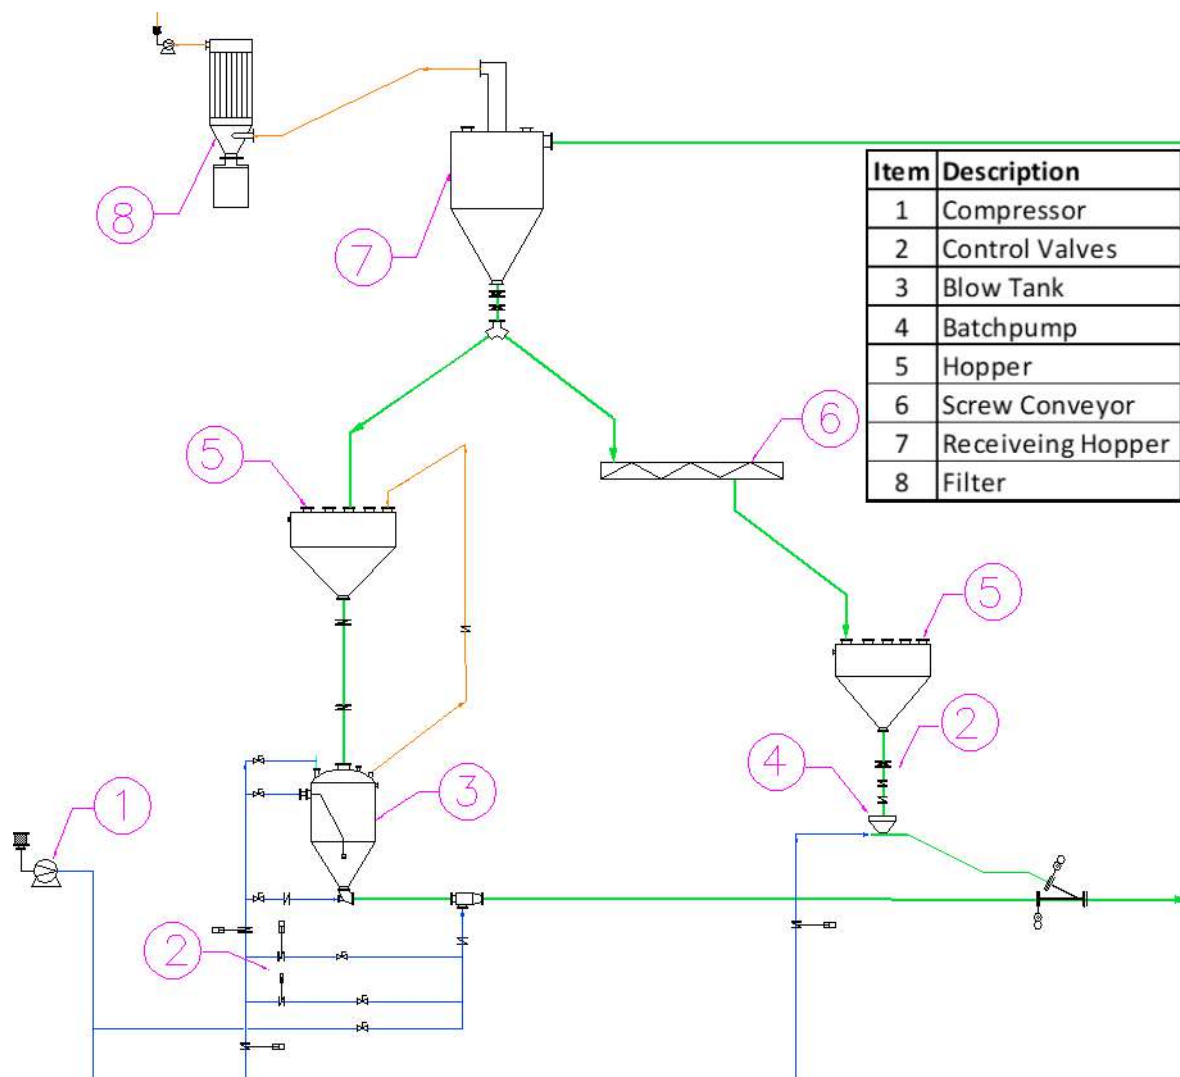 8
7
Item Description
1 Compressor
2 Control Valves
3 Blow Tank
4 Batchpump
5 Hopper
6 Screw Conveyor
7 Receiveing Hopper
8 Filter
6
5
5
2
4
3
1
2